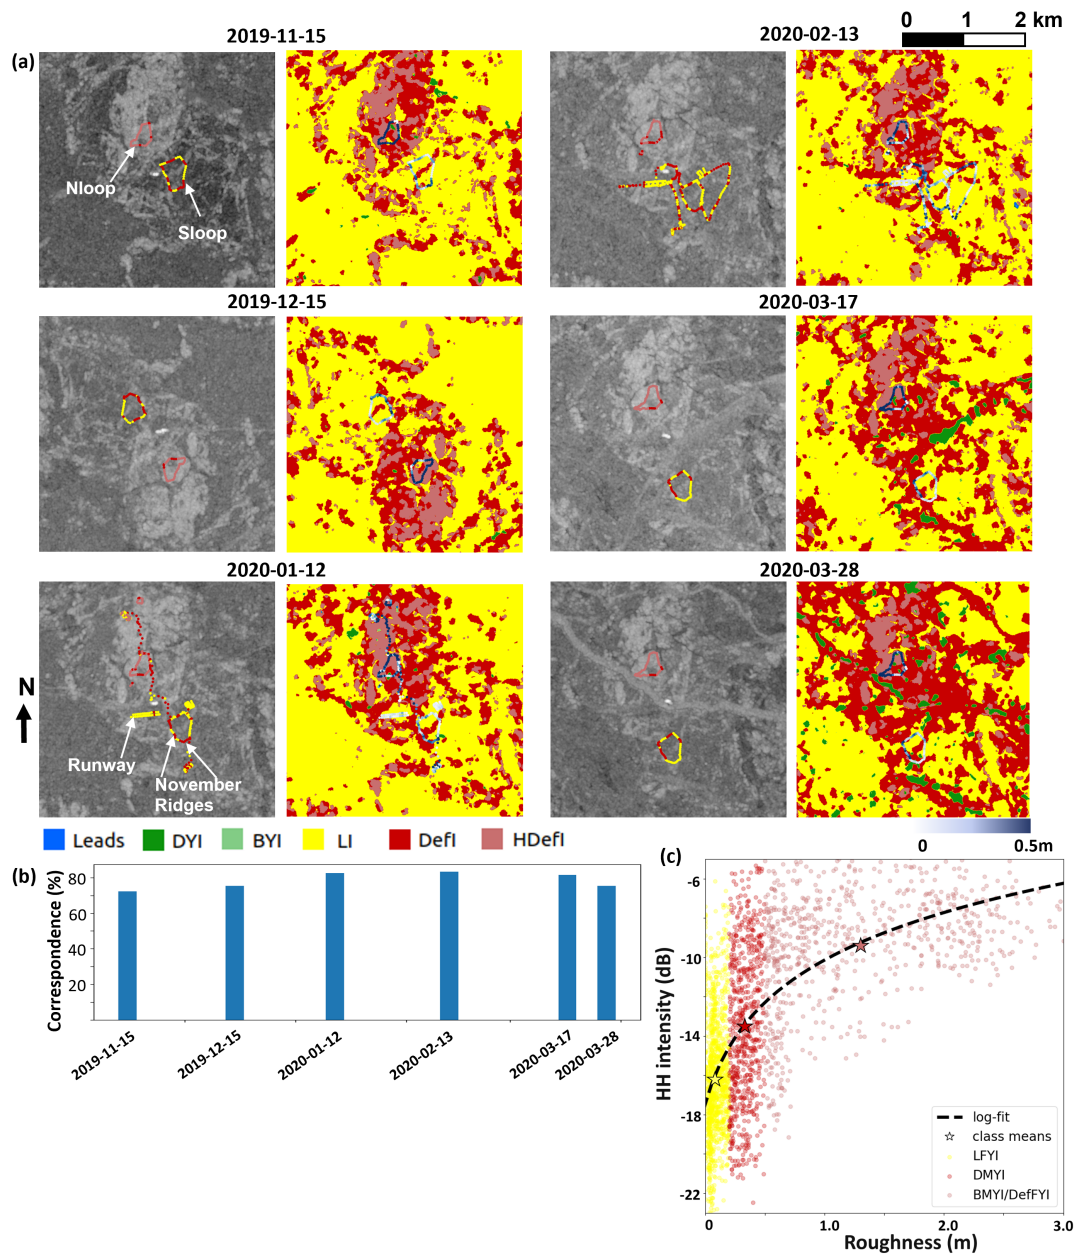 (a)
2019-11-15
2020-02-13
0 1 2 km
Nloop
Sloop
2019-12-15
2020-03-17
2020-01-12
2020-03-28
N
Runway
November
Ridges
Leads DYI BYI LI DefI HDefI
0 0.5m
(b)
Correspondence (%)
80
60
40
20
2019-11-15
2019-12-15
2020-01-12
2020-02-13
2020-03-17
2020-03-28
(c)
HH intensity (dB)
-6
-10
-14
-18
-22
log-fit
class means
LFYI
DMYI
BMYI/DefFYI
0 1.0 2.0 3.0
Roughness (m)